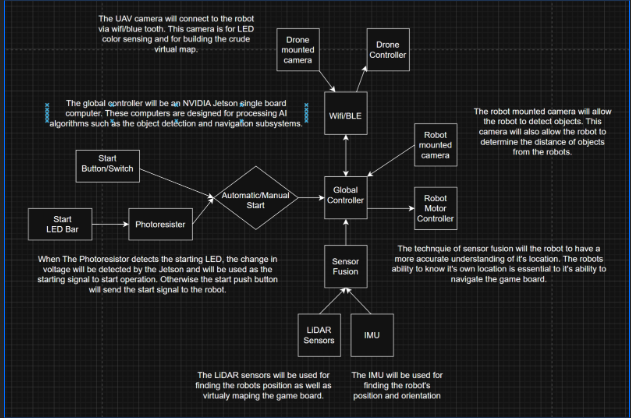 The UAV camera will connect to the robot
via wifi/blue tooth. This camera is for LED
color sensing and for building the crude
virtual map.
Drone
mounted
camera
Drone
Controller
The global controller will be an NVIDIA Jetson single board
computer. These computers are designed for processing AI
algorithms such as the object detection and navigation subsystems.
Wifi/BLE
The robot mounted camera will allow
the robot to detect objects. This
camera will also allow the robot to
determine the distance of objects
from the robots.
Robot
mounted
camera
Start
Button/Switch
Automatic/Manual
Start
Global
Controller
Robot
Motor
Controller
Start
LED Bar
Photoresister
When The Photoresistor detects the starting LED, the change in
voltage will be detected by the Jetson and will be used as the
starting signal to start operation. Otherwise the start push button
will send the start signal to the robot.
Sensor
Fusion
The technquie of sensor fusion will the robot to have a
more accurate understanding of it's location. The robots
ability to know it's own location is essential to it's ability to
navigate the game board.
LiDAR
Sensors
IMU
The LiDAR sensors will be used for
finding the robots position as well as
virtualy maping the game board.
The IMU will be used for
finding the robot's
position and orientation